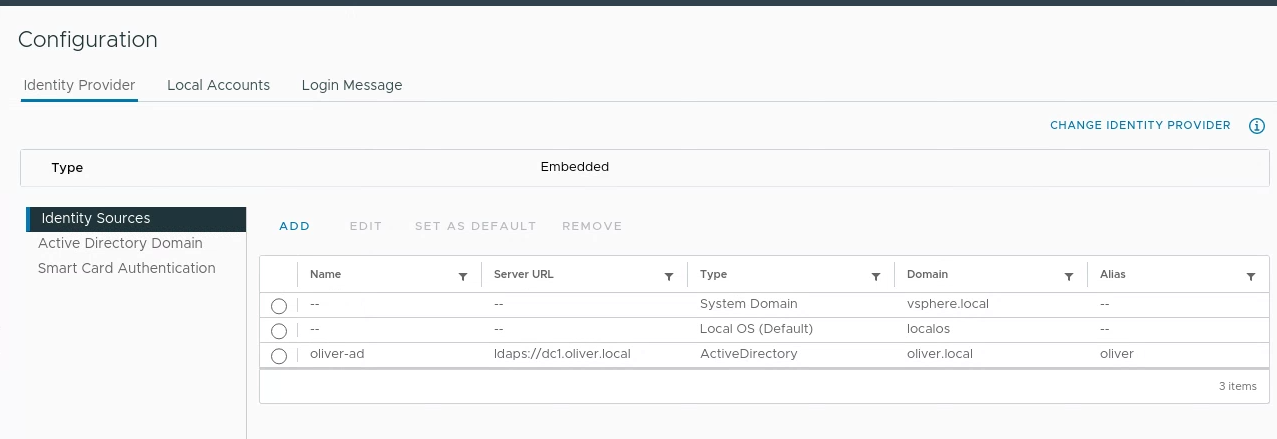 Configuration
Identity Provider Local Accounts Login Message
CHANGE IDENTITY PROVIDER
Type Embedded
Identity Sources
Active Directory Domain
Smart Card Authentication
ADD EDIT SET AS DEFAULT REMOVE
Name Server URL Type Domain Alias
-- -- System Domain vsphere.local --
-- -- Local OS (Default) localos --
oliver-ad ldaps://dc1.oliver.local ActiveDirectory oliver.local oliver
3 items